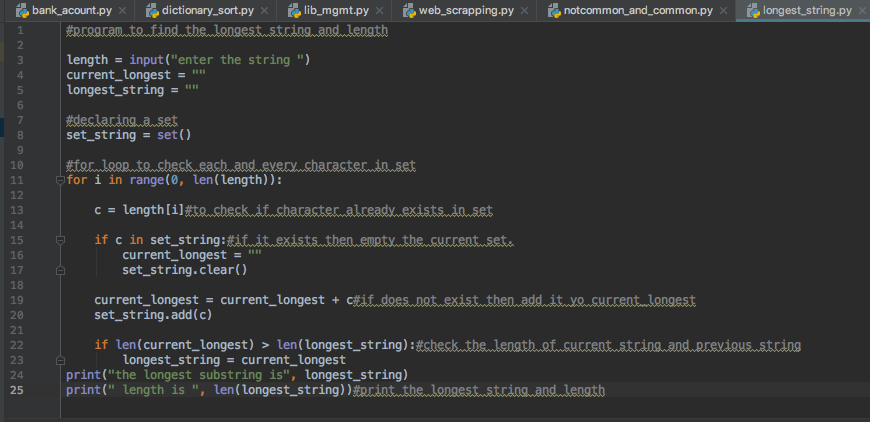 bank_acount.py dictionary_sort.py lib_mgmt.py web_scrapping.py notcommon_and_common.py longest_string.py
1 #program to find the longest string and length
2
3 length = input("enter the string ")
4 current_longest = ""
5 longest_string = ""
6
7 #declaring a set
8 set_string = set()
9
10 #for loop to check each and every character in set
11 for i in range(0, len(length)):
12
13 c = length[i]#to check if character already exists in set
14
15 if c in set_string:#if it exists then empty the current set.
16 current_longest = ""
17 set_string.clear()
18
19 current_longest = current_longest + c#if does not exist then add it yo current_longest
20 set_string.add(c)
21
22 if len(current_longest) > len(longest_string):#check the length of current string and previous string
23 longest_string = current_longest
24 print("the longest substring is", longest_string)
25 print(" length is ", len(longest_string))#print the longest string and length